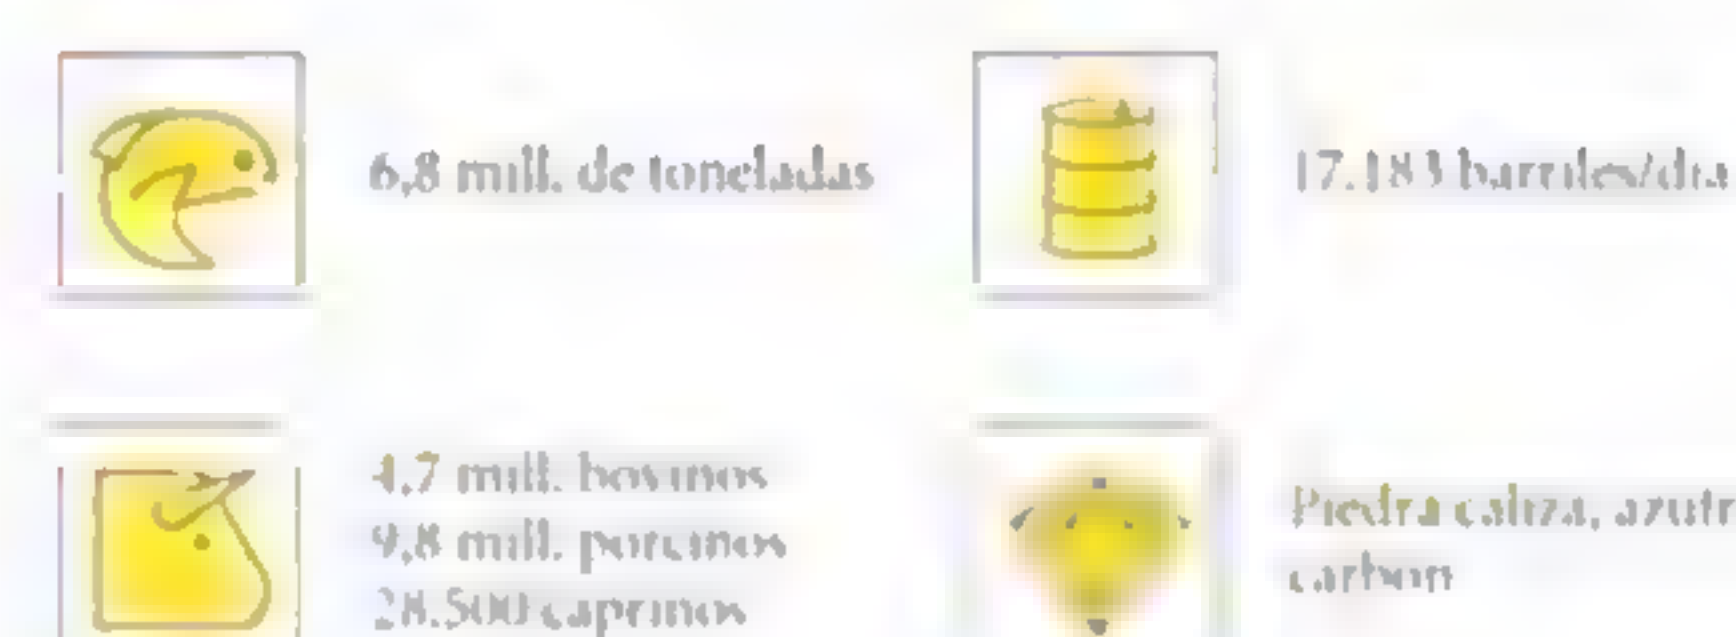 6,8 mill. de toneladas
17.183 barriles/día
4,7 mill. bovinos
9,8 mill. porcinos
28.500 caprinos
Piedra caliza, azufr
carbón